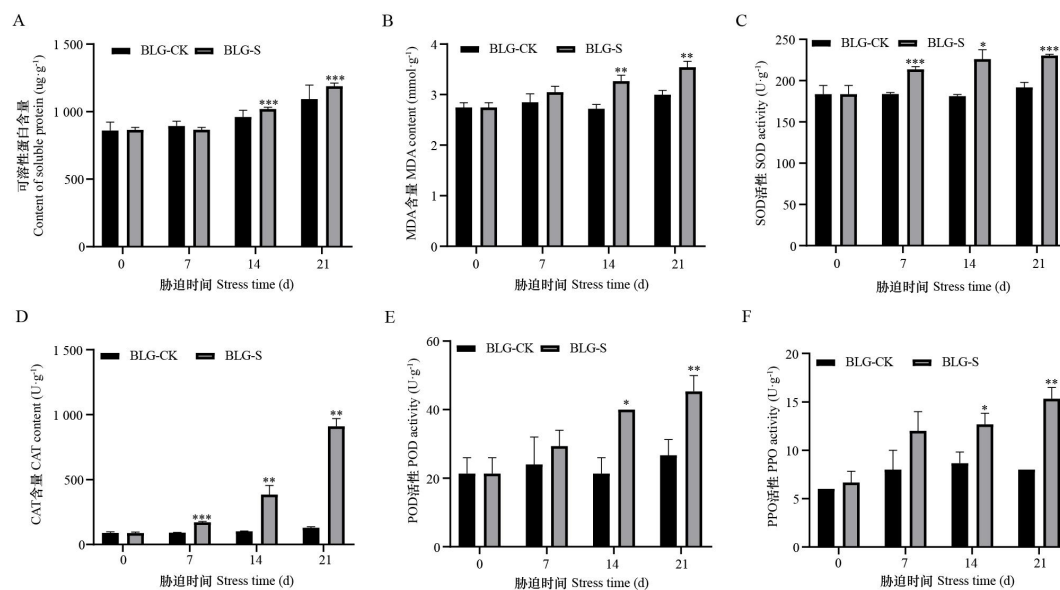 A
BLG-CK BLG-S
可溶性蛋白含量
Content of soluble protein (ug·g⁻¹)
1 500
1 000
500
0
***
***
0 7 14 21
胁迫时间 Stress time (d)
B
BLG-CK BLG-S
MDA含量 MDA content (mmol·g⁻¹)
4
3
2
1
0
**
**
0 7 14 21
胁迫时间 Stress time (d)
C
BLG-CK BLG-S
SOD活性 SOD activity (U·g⁻¹)
250
200
150
100
50
0
***
*
***
0 7 14 21
胁迫时间 Stress time (d)
D
BLG-CK BLG-S
CAT含量 CAT content (U·g⁻¹)
1 500
1 000
500
0
***
**
**
0 7 14 21
胁迫时间 Stress time (d)
E
BLG-CK BLG-S
POD活性 POD activity (U·g⁻¹)
60
40
20
0
*
**
0 7 14 21
胁迫时间 Stress time (d)
F
BLG-CK BLG-S
PPO活性 PPO activity (U·g⁻¹)
20
15
10
5
0
*
**
0 7 14 21
胁迫时间 Stress time (d)